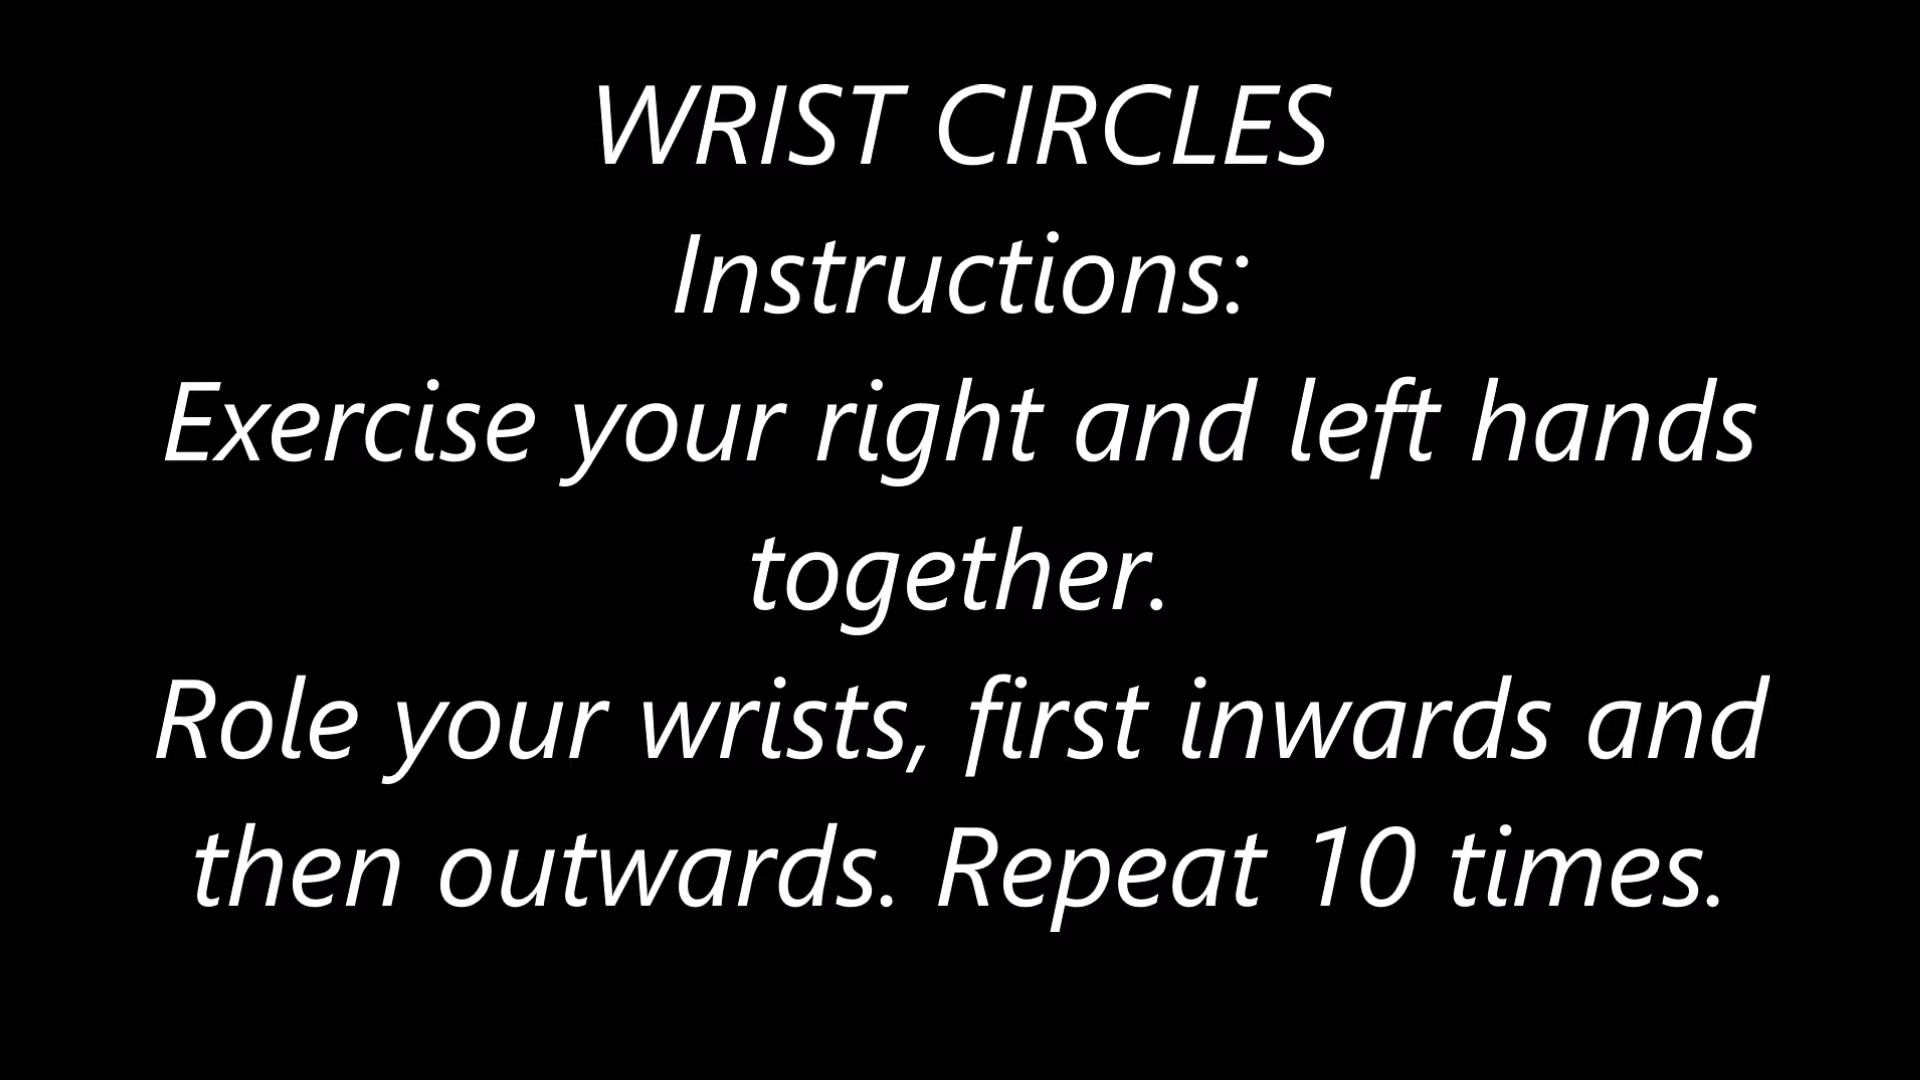 WRIST CIRCLES
Instructions:
Exercise your right and left hands
together.
Role your wrists, first inwards and
then outwards. Repeat 10 times.